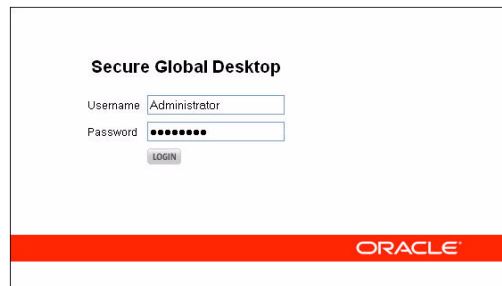 Secure Global Desktop
Username Administrator
Password ●●●●●●●●
LOGIN
ORACLE